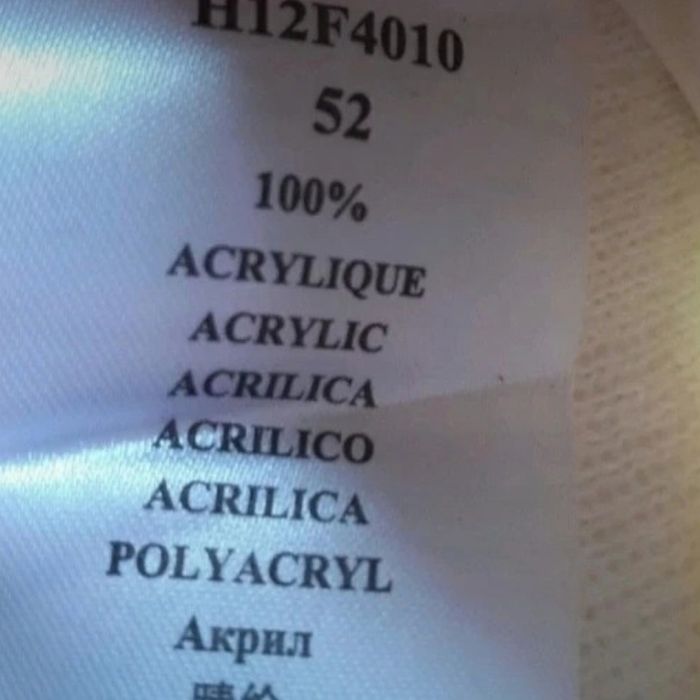 H12F4010
52
100%
ACRYLIQUE
ACRYLIC
ACRILICA
ACRILICO
ACRILICA
POLYACRYL
Акрил